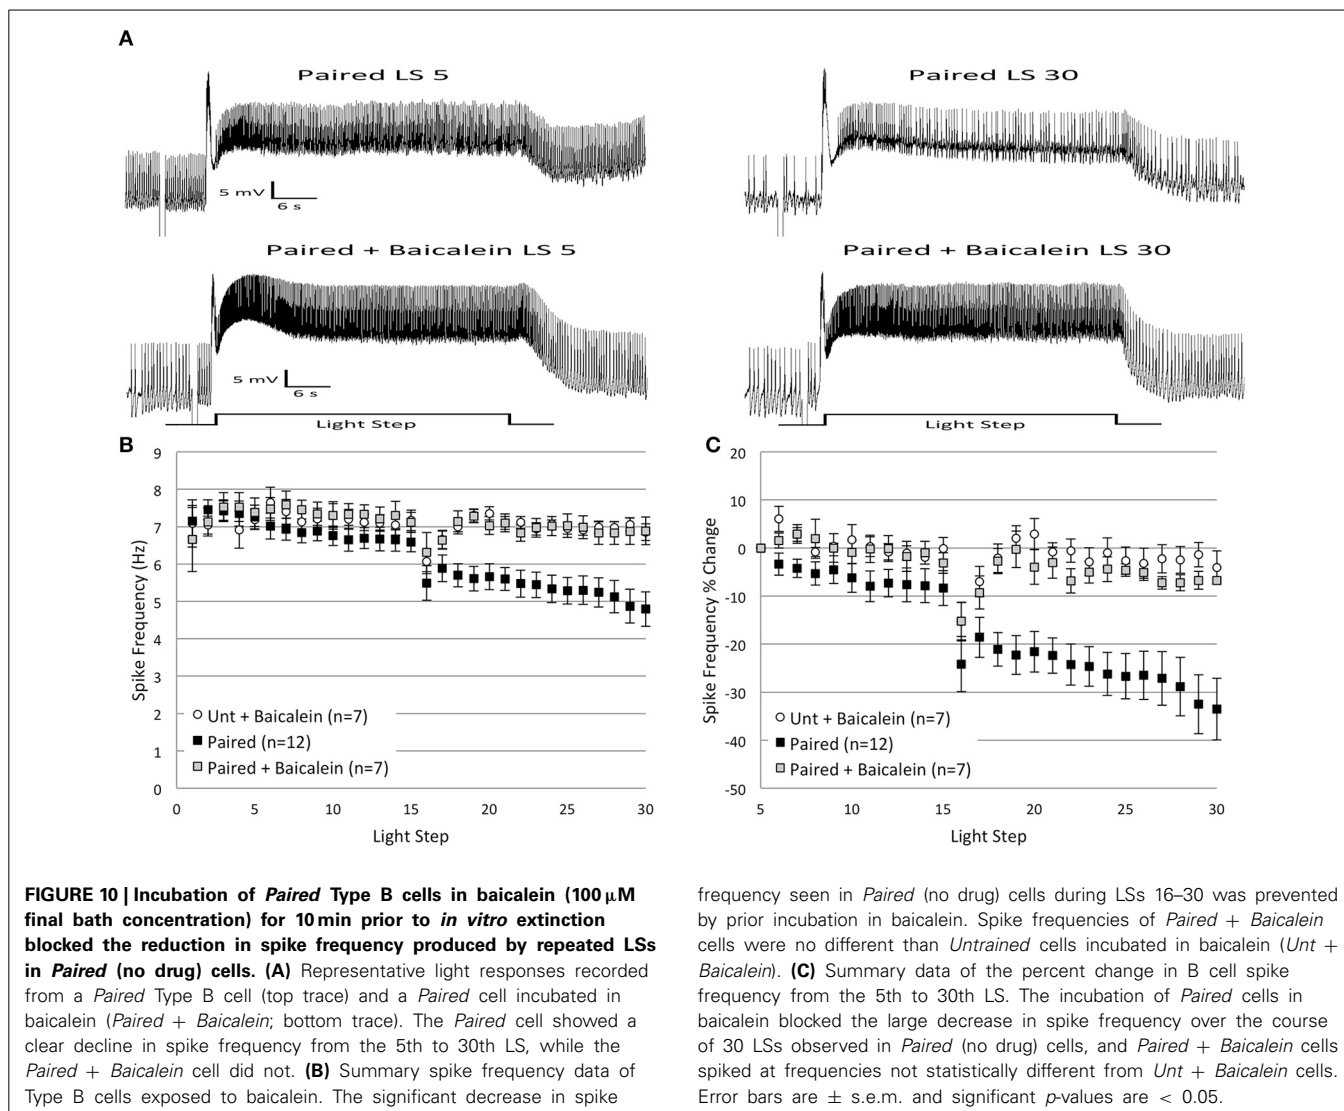 A
Paired LS 5
Paired LS 30
5 mV
6 s
Paired + Baicalein LS 5
Paired + Baicalein LS 30
5 mV
6 s
Light Step
Light Step
B
9
8
7
6
5
4
3
2
1
0
Spike Frequency (Hz)
Unt + Baicalein (n=7)
Paired (n=12)
Paired + Baicalein (n=7)
0
5
10
15
20
25
30
Light Step
C
20
10
0
-10
-20
-30
-40
-50
Spike Frequency % Change
Unt + Baicalein (n=7)
Paired (n=12)
Paired + Baicalein (n=7)
5
10
15
20
25
30
Light Step
FIGURE 10 | Incubation of Paired Type B cells in baicalein (100 μM
final bath concentration) for 10 min prior to in vitro extinction
blocked the reduction in spike frequency produced by repeated LSs
in Paired (no drug) cells. (A) Representative light responses recorded
from a Paired Type B cell (top trace) and a Paired cell incubated in
baicalein (Paired + Baicalein; bottom trace). The Paired cell showed a
clear decline in spike frequency from the 5th to 30th LS, while the
Paired + Baicalein cell did not. (B) Summary spike frequency data of
Type B cells exposed to baicalein. The significant decrease in spike
frequency seen in Paired (no drug) cells during LSs 16–30 was prevented
by prior incubation in baicalein. Spike frequencies of Paired + Baicalein
cells were no different than Untrained cells incubated in baicalein (Unt +
Baicalein). (C) Summary data of the percent change in B cell spike
frequency from the 5th to 30th LS. The incubation of Paired cells in
baicalein blocked the large decrease in spike frequency over the course
of 30 LSs observed in Paired (no drug) cells, and Paired + Baicalein cells
spiked at frequencies not statistically different from Unt + Baicalein cells.
Error bars are ± s.e.m. and significant p-values are < 0.05.